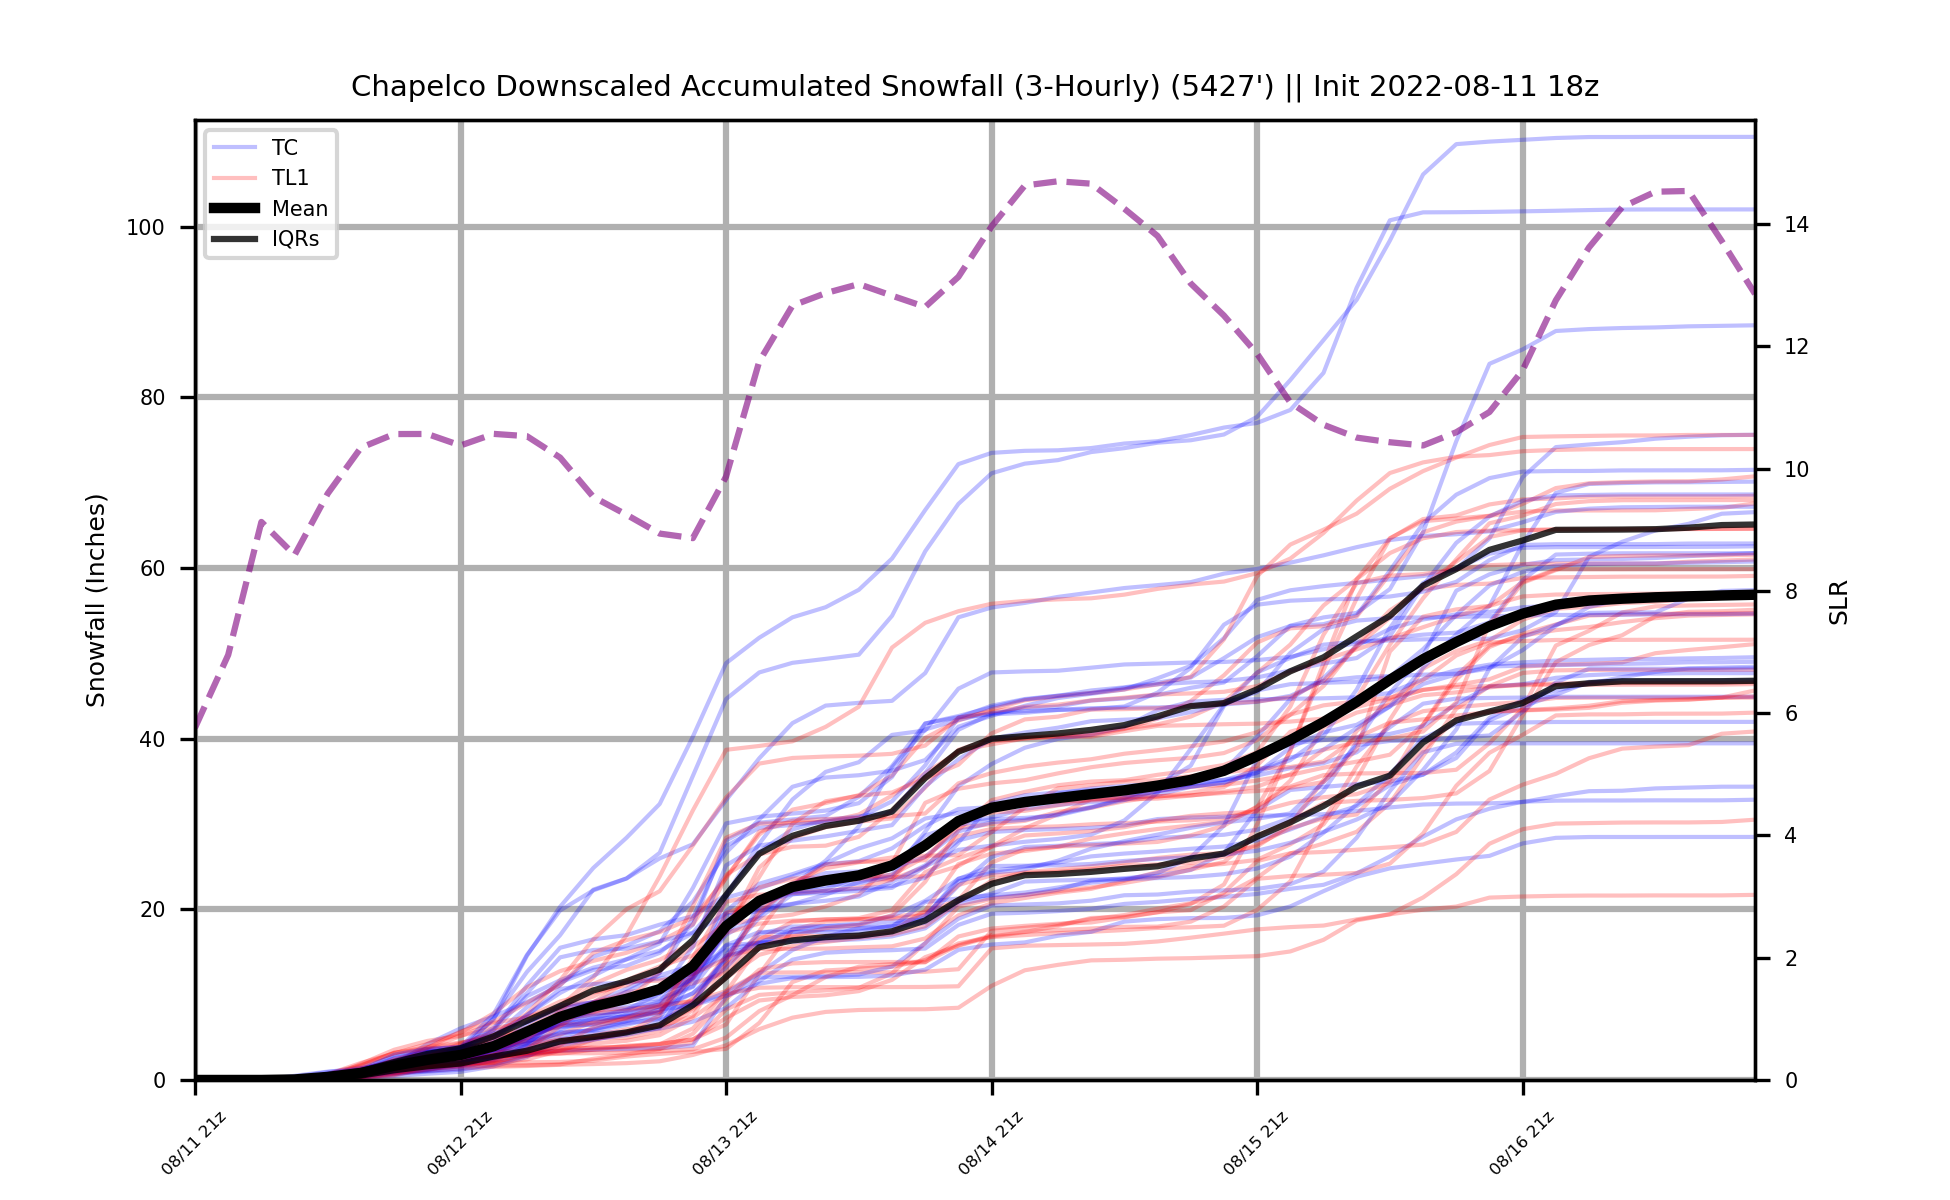 Chapelco Downscaled Accumulated Snowfall (3-Hourly) (5427') || Init 2022-08-11 18z
TC
TL1
Mean
IQRs
Snowfall (Inches)
100
80
60
40
20
0
SLR
14
12
10
8
6
4
2
0
08/11 21z
08/12 21z
08/13 21z
08/14 21z
08/15 21z
08/16 21z